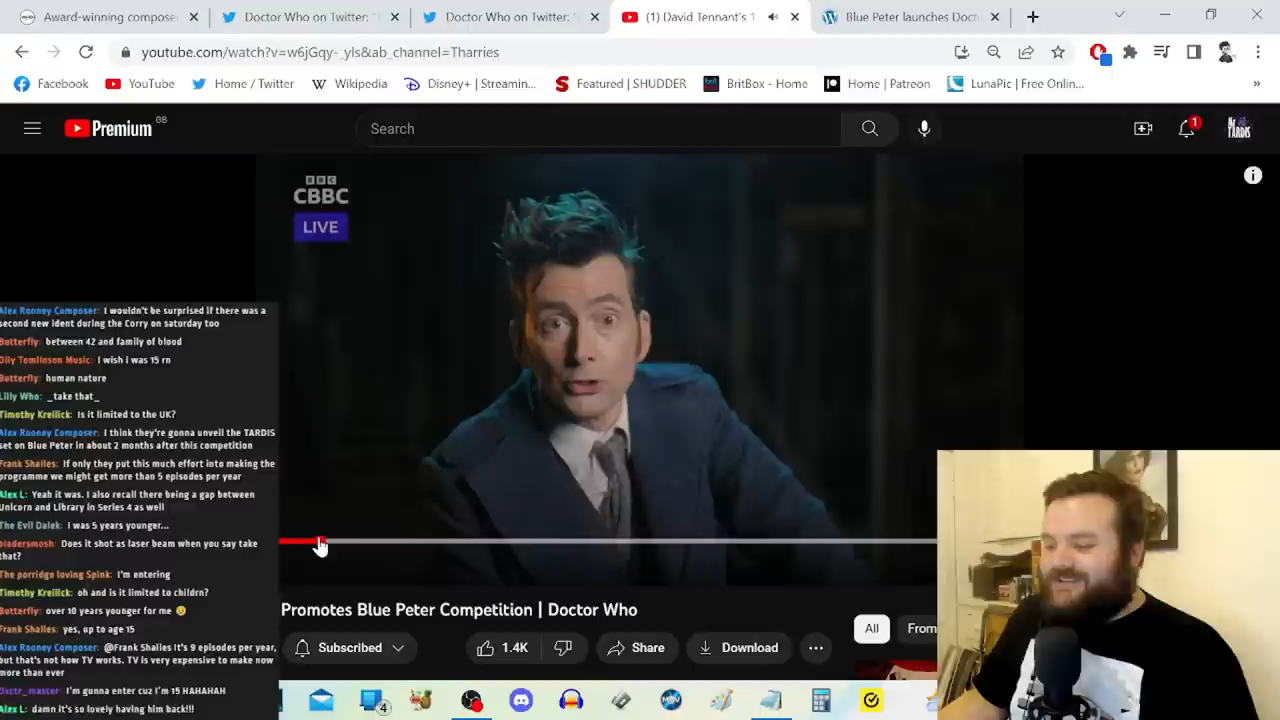 Award-winning compose
Doctor Who on Twitter: "
Doctor Who on Twitter: "
(1) David Tennant's 1
Blue Peter launches Doct
youtube.com/watch?v=w6jGqy-_yls&ab_channel=Tharries
Facebook
YouTube
Home / Twitter
Wikipedia
Disney+ | Streamin...
Featured | SHUDDER
BritBox - Home
Home | Patreon
LunaPic | Free Onlin...
»
Premium GB
Search
1
BBC
CBBC
LIVE
Alex Rooney Composer: I wouldn't be surprised if there was a
second new ident during the Corry on saturday too
Butterfly: between 42 and family of blood
Olly Tomlinson Music: I wish i was 15 rn
Butterfly: human nature
Lilly Who: _take that_
Timothy Kreilick: Is it limited to the UK?
Alex Rooney Composer: I think they're gonna unveil the TARDIS
set on Blue Peter in about 2 months after this competition
Frank Shailes: If only they put this much effort into making the
programme we might get more than 5 episodes per year
Alex L: Yeah it was. I also recall there being a gap between
Unicorn and Library in Series 4 as well
The Evil Dalek: I was 5 years younger...
bladersmosh: Does it shot as laser beam when you say take
that?
The porridge loving Spink: I'm entering
Timothy Kreilick: oh and is it limited to childrn?
Butterfly: over 10 years younger for me
Frank Shailes: yes, up to age 15
Alex Rooney Composer: @Frank Shailes It's 9 episodes per year,
but that's not how TV works. TV is very expensive to make now
more than ever
Dxctr_master: I'm gunna enter cuz I'm 15 HAHAHAH
Alex L: damn it's so lovely having him back!!!
Promotes Blue Peter Competition | Doctor Who
Subscribed
1.4K
Share
Download
All
From
4